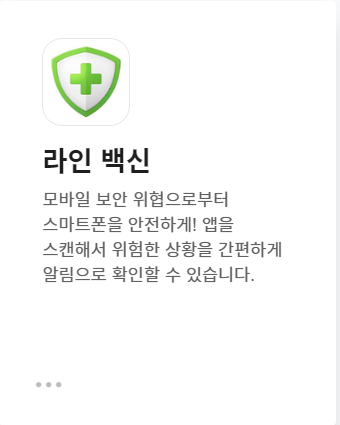 라인 백신
모바일 보안 위협으로부터
스마트폰을 안전하게! 앱을
스캔해서 위험한 상황을 간편하게
알림으로 확인할 수 있습니다.